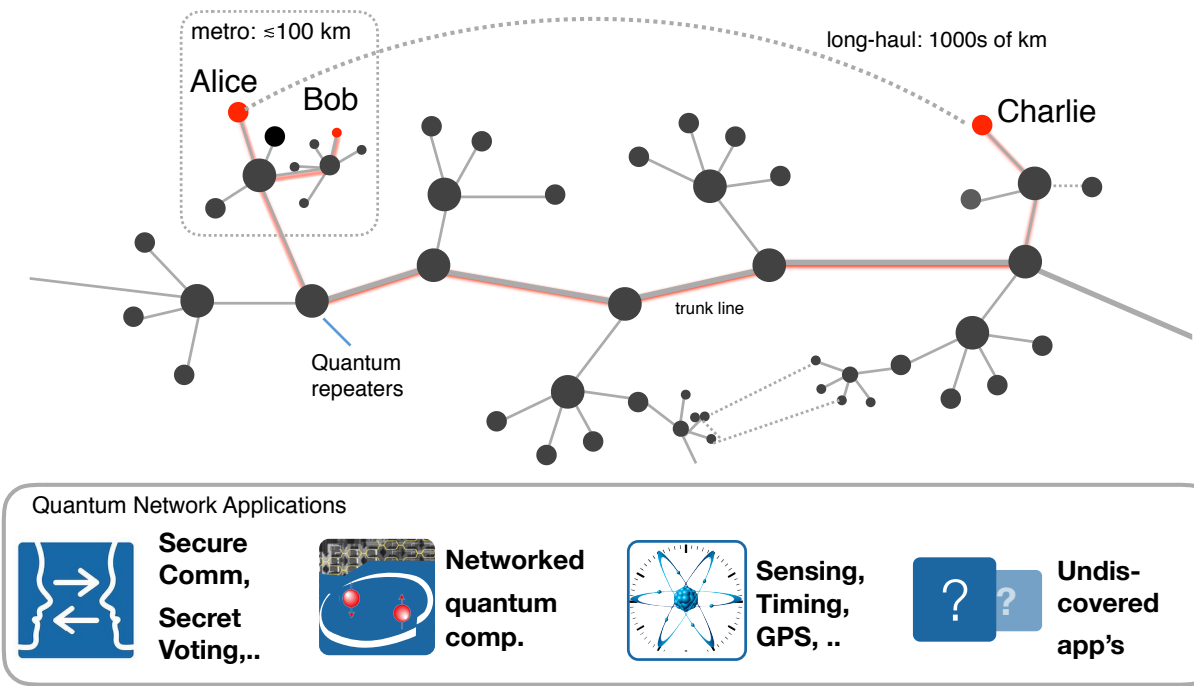 metro: ≲100 km
long-haul: 1000s of km
Alice
Bob
Charlie
trunk line
Quantum
repeaters
Quantum Network Applications
Secure
Comm,
Secret
Voting,..
Networked
quantum
comp.
Sensing,
Timing,
GPS, ..
?
?
Undis-
covered
app's